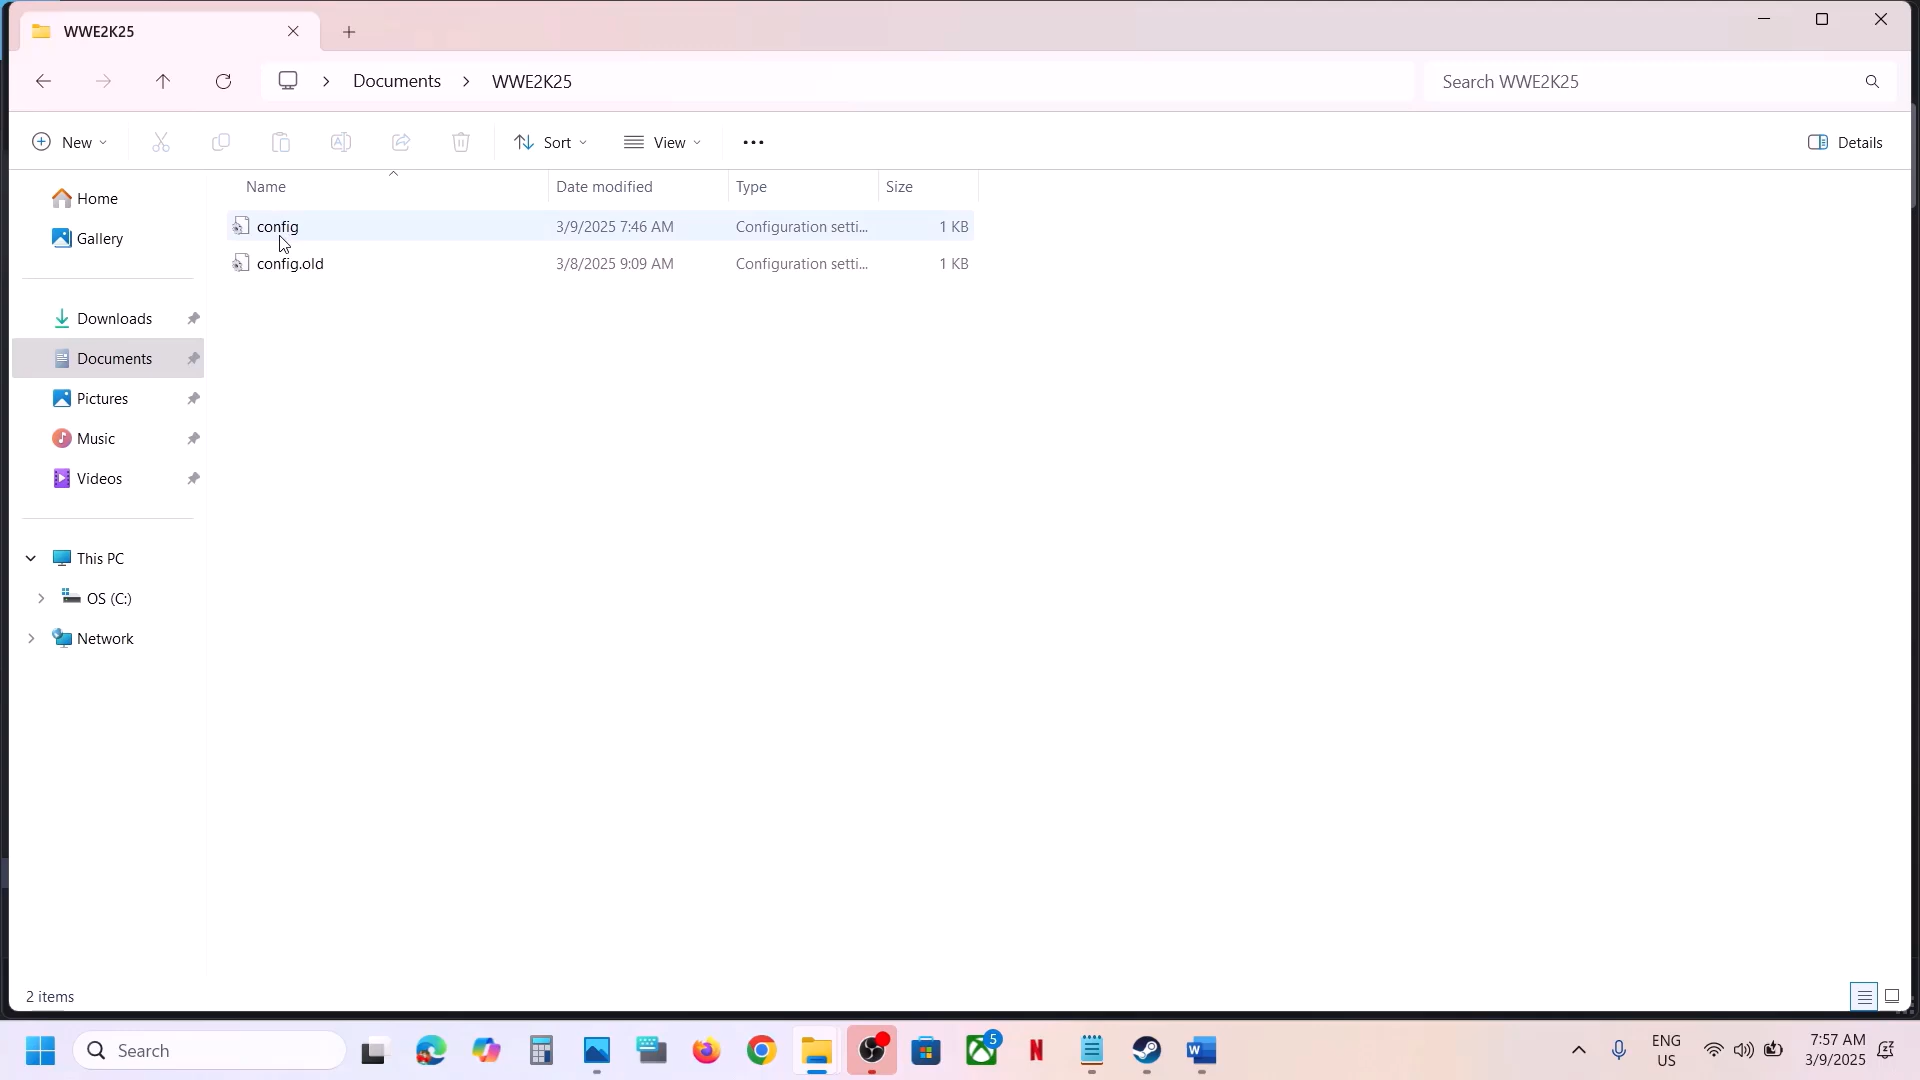 WWE2K25
Documents
WWE2K25
Search WWE2K25
New
Sort
View
Details
Name
Date modified
Type
Size
config
3/9/2025 7:46 AM
Configuration setti...
1 KB
config.old
3/8/2025 9:09 AM
Configuration setti...
1 KB
Home
Gallery
Downloads
Documents
Pictures
Music
Videos
This PC
OS (C:)
Network
2 items
Search
5
N
W
ENG
US
7:57 AM
3/9/2025